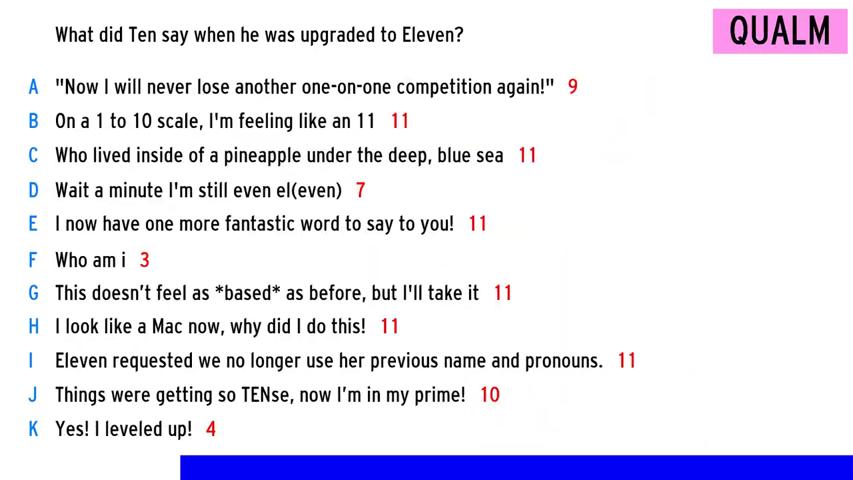 What did Ten say when he was upgraded to Eleven?
QUALM
A "Now I will never lose another one-on-one competition again!" 9
B On a 1 to 10 scale, I'm feeling like an 11 11
C Who lived inside of a pineapple under the deep, blue sea 11
D Wait a minute I'm still even el(even) 7
E I now have one more fantastic word to say to you! 11
F Who am i 3
G This doesn’t feel as *based* as before, but I'll take it 11
H I look like a Mac now, why did I do this! 11
I Eleven requested we no longer use her previous name and pronouns. 11
J Things were getting so TENse, now I’m in my prime! 10
K Yes! I leveled up! 4